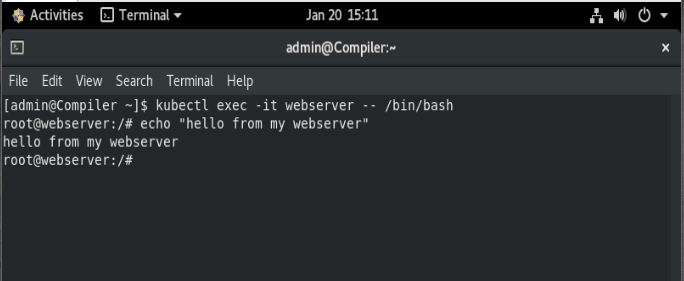 Activities Terminal Jan 20 15:11
admin@Compiler:~
File Edit View Search Terminal Help
[admin@Compiler ~]$ kubectl exec -it webserver -- /bin/bash
root@webserver:/# echo "hello from my webserver"
hello from my webserver
root@webserver:/#